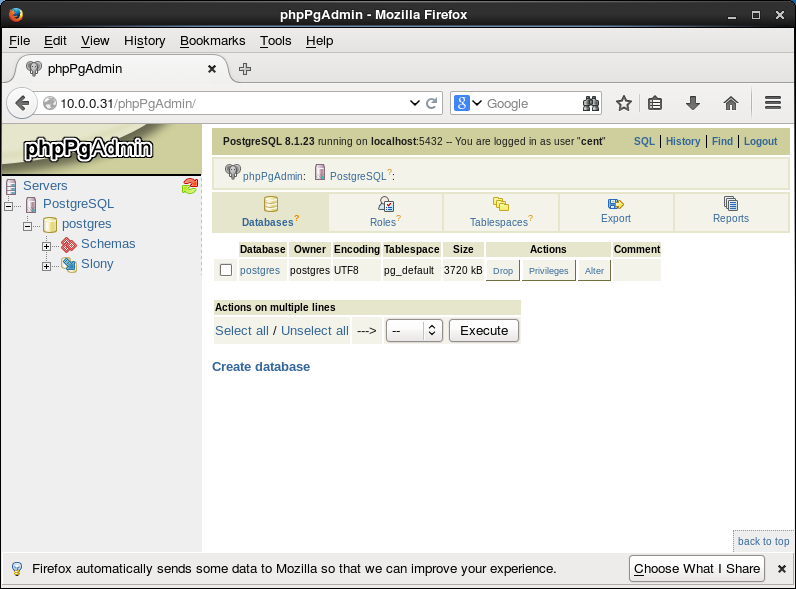 phpPgAdmin - Mozilla Firefox
File Edit View History Bookmarks Tools Help
phpPgAdmin
10.0.0.31/phpPgAdmin/
8 Google
phpPgAdmin
Servers
PostgreSQL
postgres
Schemas
Slony
PostgreSQL 8.1.23 running on localhost:5432 -- You are logged in as user "cent"
SQL | History | Find | Logout
phpPgAdmin: PostgreSQL?:
Databases? Roles? Tablespaces? Export Reports
Database Owner Encoding Tablespace Size Actions Comment
postgres postgres UTF8 pg_default 3720 kB Drop Privileges Alter
Actions on multiple lines
Select all / Unselect all ---> -- Execute
Create database
back to top
Firefox automatically sends some data to Mozilla so that we can improve your experience. Choose What I Share